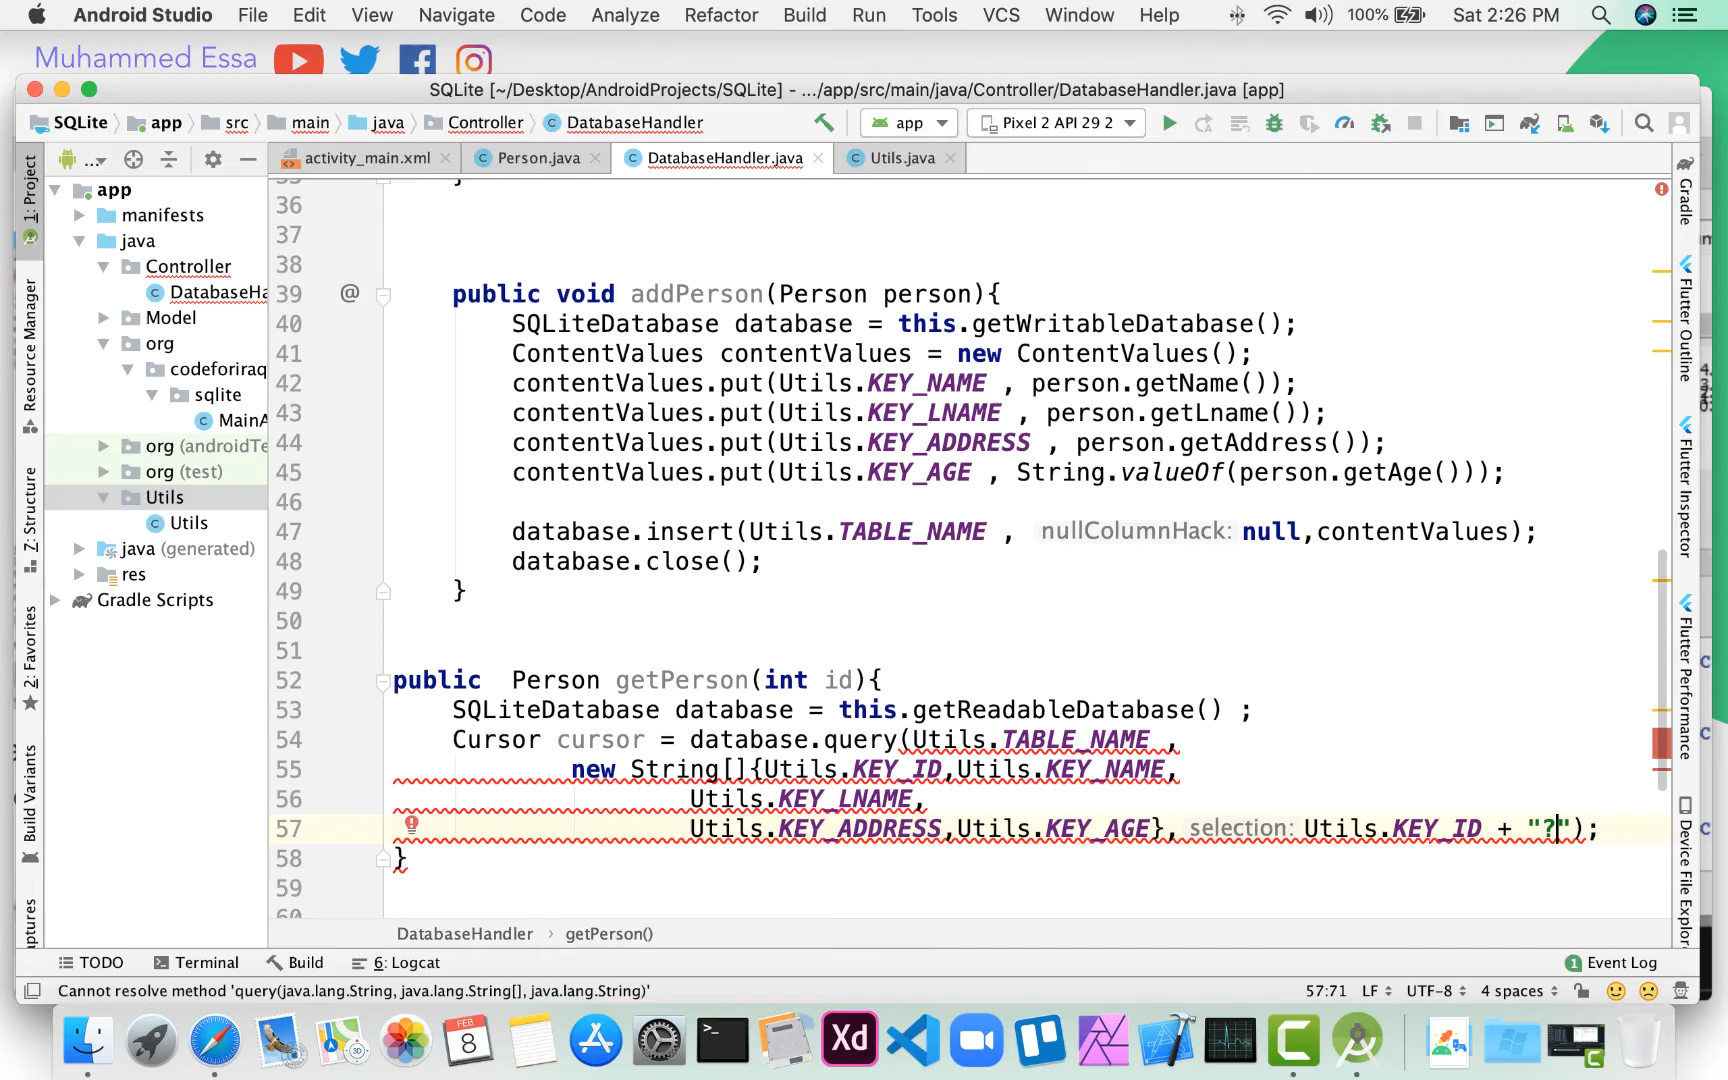 Android Studio File Edit View Navigate Code Analyze Refactor Build Run Tools VCS Window Help 100% Sat 2:26 PM
Muhammed Essa
SQLite [~/Desktop/AndroidProjects/SQLite] - .../app/src/main/java/Controller/DatabaseHandler.java [app]
SQLite app src main java Controller DatabaseHandler app Pixel 2 API 29 2
... activity_main.xml Person.java DatabaseHandler.java Utils.java
1: Project
Resource Manager
Z: Structure
2: Favorites
Build Variants
aptures
app
manifests
java
Controller
DatabaseHa
Model
org
codeforiraq
sqlite
MainA
org (androidTe
org (test)
Utils
Utils
java (generated)
res
Gradle Scripts
36
37
38
39 @ public void addPerson(Person person){
40 SQLiteDatabase database = this.getWritableDatabase();
41 ContentValues contentValues = new ContentValues();
42 contentValues.put(Utils.KEY_NAME , person.getName());
43 contentValues.put(Utils.KEY_LNAME , person.getLname());
44 contentValues.put(Utils.KEY_ADDRESS , person.getAddress());
45 contentValues.put(Utils.KEY_AGE , String.valueOf(person.getAge()));
46
47 database.insert(Utils.TABLE_NAME , nullColumnHack: null,contentValues);
48 database.close();
49 }
50
51
52 public  Person getPerson(int id){
53 SQLiteDatabase database = this.getReadableDatabase() ;
54 Cursor cursor = database.query(Utils.TABLE_NAME ,
55 new String[]{Utils.KEY_ID,Utils.KEY_NAME,
56 Utils.KEY_LNAME,
57 Utils.KEY_ADDRESS,Utils.KEY_AGE}, selection: Utils.KEY_ID + "?");
58 }
59
60
Gradle
Flutter Outline
Flutter Inspector
Flutter Performance
Device File Explor
DatabaseHandler › getPerson()
TODO Terminal Build 6: Logcat 1 Event Log
Cannot resolve method 'query(java.lang.String, java.lang.String[], java.lang.String)' 57:71 LF UTF-8 4 spaces
FEB
8
3D
Xd